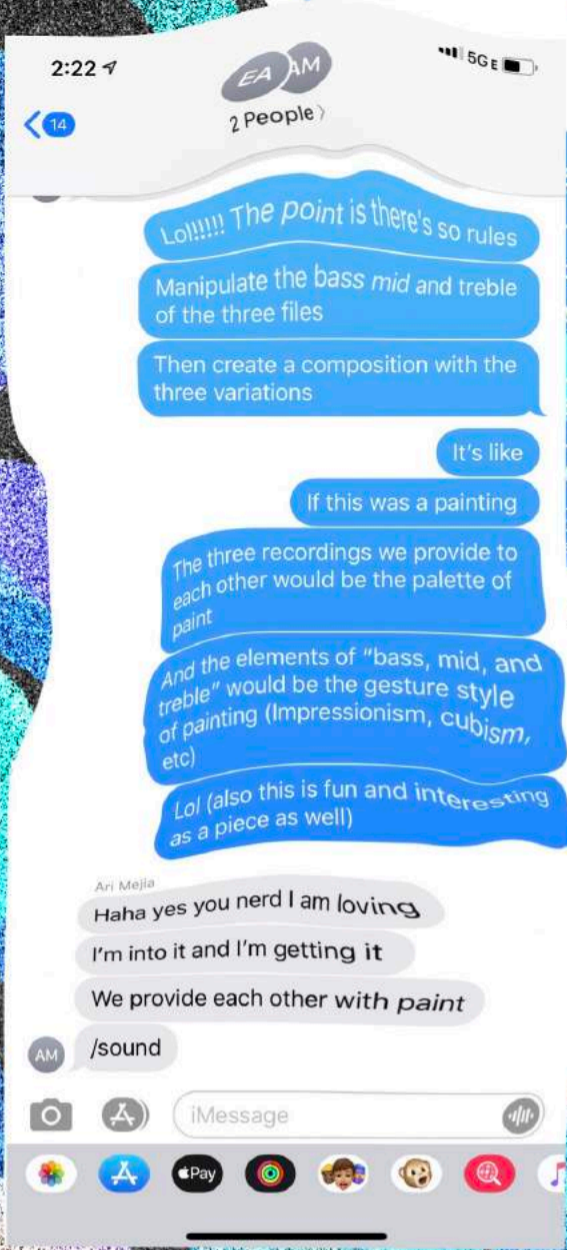 2:22
5G E
EA
AM
14
2 People
Lol!!!!!! The point is there's so rules
Manipulate the bass mid and treble
of the three files
Then create a composition with the
three variations
It's like
If this was a painting
The three recordings we provide to
each other would be the palette of
paint
And the elements of "bass, mid, and
treble" would be the gesture style
of painting (Impressionism, cubism,
etc)
Lol (also this is fun and interesting
as a piece as well)
Ari Mejia
Haha yes you nerd I am loving
I'm into it and I'm getting it
We provide each other with paint
AM
/sound
iMessage
Pay